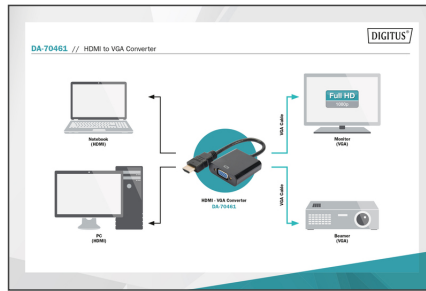 DIGITUS®
DA-70461 // HDMI to VGA Converter
Notebook
(HDMI)
VGA Cable
Full HD
1080p
Monitor
(VGA)
HDMI - VGA Converter
DA-70461
PC
(HDMI)
VGA Cable
Beamer
(VGA)